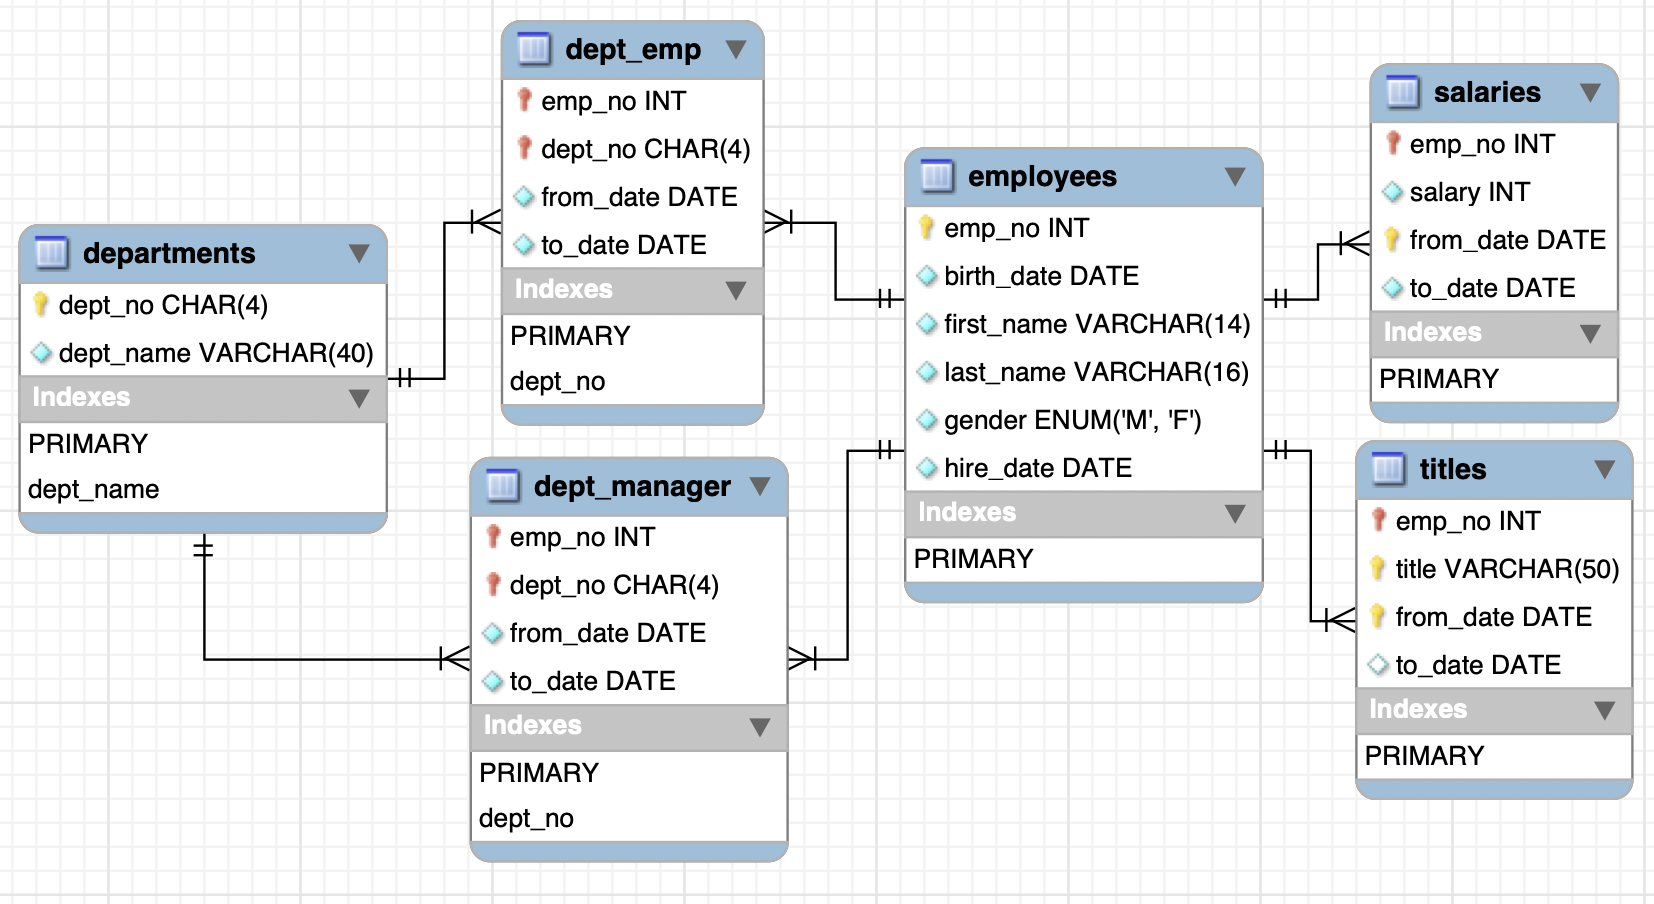 departments
dept_no CHAR(4)
dept_name VARCHAR(40)
Indexes
PRIMARY
dept_name
dept_emp
emp_no INT
dept_no CHAR(4)
from_date DATE
to_date DATE
Indexes
PRIMARY
dept_no
dept_manager
emp_no INT
dept_no CHAR(4)
from_date DATE
to_date DATE
Indexes
PRIMARY
dept_no
employees
emp_no INT
birth_date DATE
first_name VARCHAR(14)
last_name VARCHAR(16)
gender ENUM('M', 'F')
hire_date DATE
Indexes
PRIMARY
salaries
emp_no INT
salary INT
from_date DATE
to_date DATE
Indexes
PRIMARY
titles
emp_no INT
title VARCHAR(50)
from_date DATE
to_date DATE
Indexes
PRIMARY